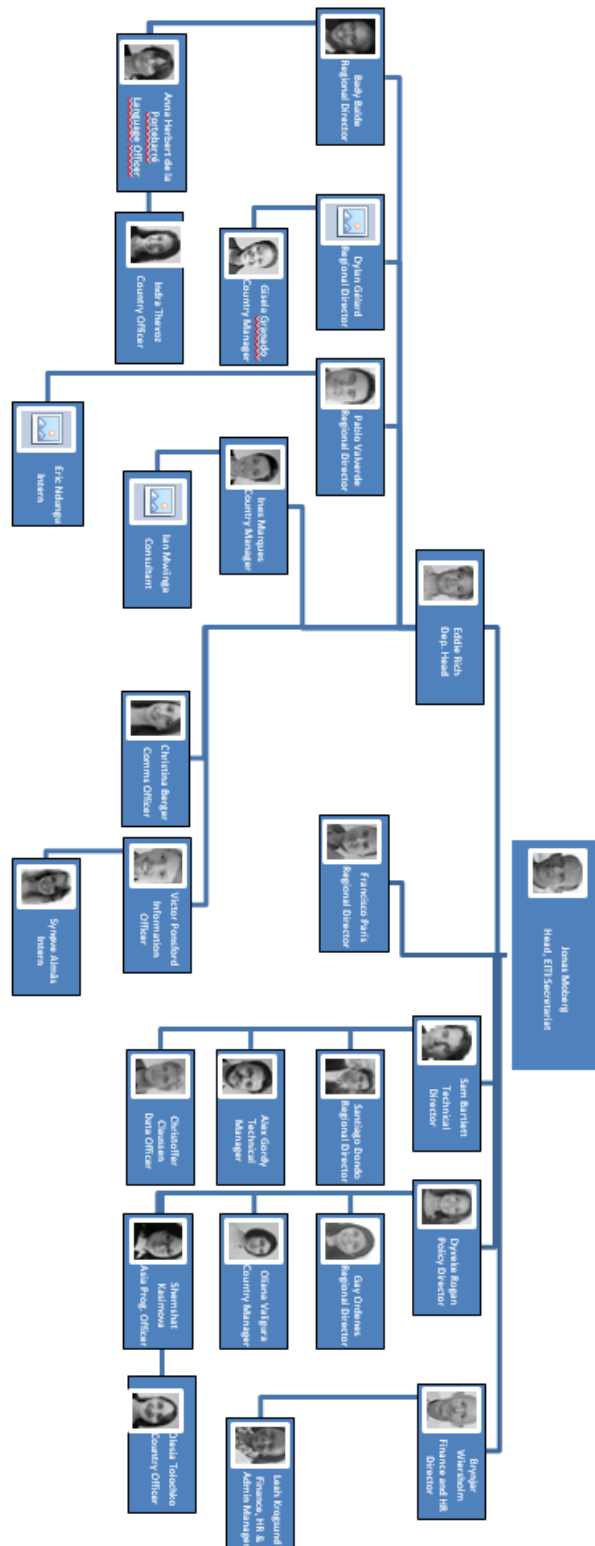 Jonas Moberg
Head, EITI Secretariat
Eddie Rich
Dep. Head
Francisco Paris
Regional Director
Sam Bartlett
Technical
Director
Dyveke Rogan
Policy Director
Brynjar
Wiersholm
Finance and HR
Director
Bady Balde
Regional Director
Dylan Gélard
Regional Director
Pablo Valverde
Regional Director
Santiago Dondo
Regional Director
Gay Ordenes
Regional Director
Gisela Granado
Country Manager
Ines Marques
Country Manager
Alex Gordy
Technical
Manager
Oliana Valigura
Country Manager
Leah Krogsund
Finance, HR &
Admin Manager
Anna Herbert de la
Portebarré
Language Officer
Indra Thevoz
Country Officer
Ian Mwiinga
Consultant
Christina Berger
Comms Officer
Victor Ponsford
Information
Officer
Christoffer
Claussen
Data Officer
Shemshat
Kasimova
Asia Prog. Officer
Olesia Tolochko
Country Officer
Eric Ndunga
Intern
Synøve Almås
Intern